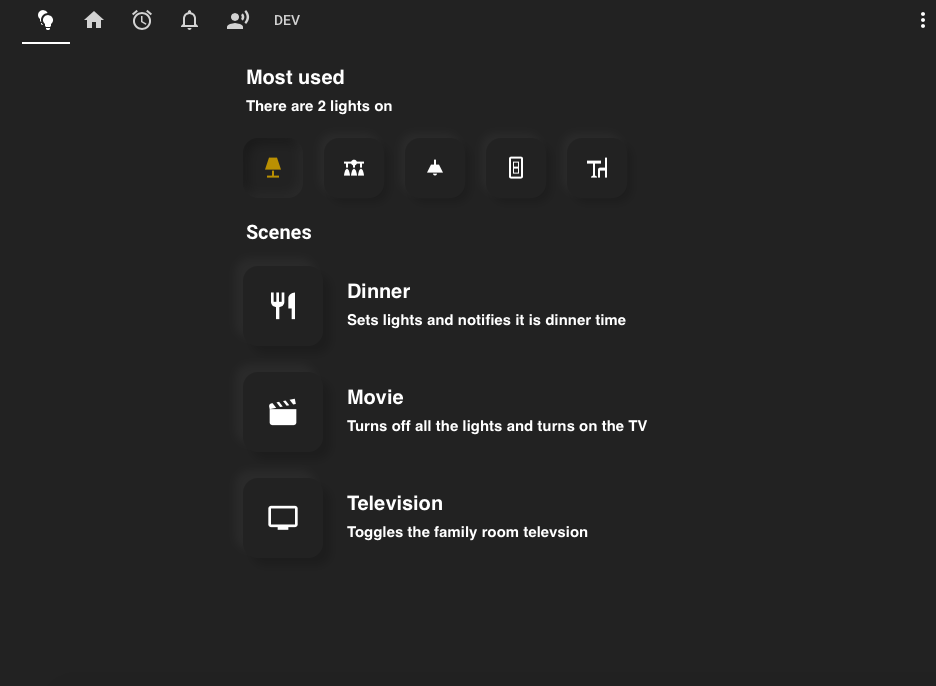 DEV
Most used
There are 2 lights on
Scenes
Dinner
Sets lights and notifies it is dinner time
Movie
Turns off all the lights and turns on the TV
Television
Toggles the family room televsion